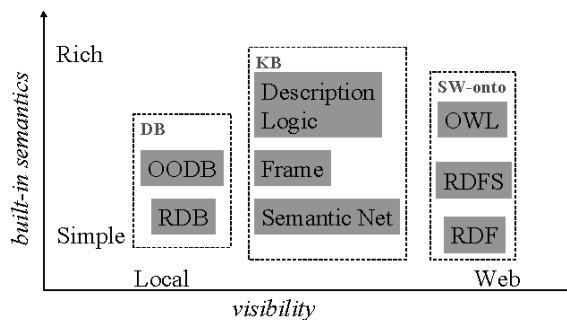 built-in semantics
Rich
Simple
DB
OODB
RDB
KB
Description
Logic
Frame
Semantic Net
SW-onto
OWL
RDFS
RDF
Local
Web
visibility